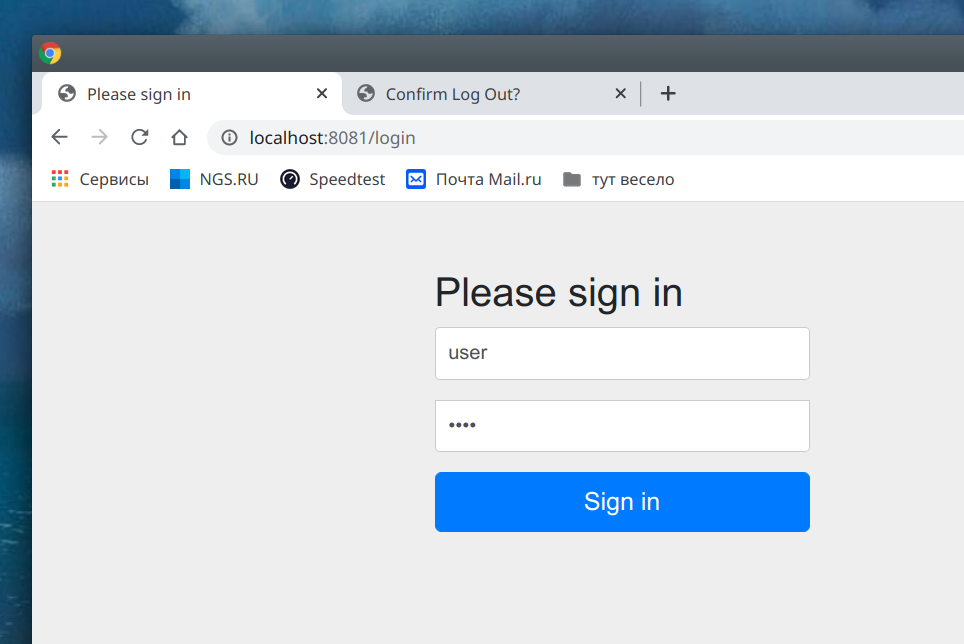 Please sign in Confirm Log Out?
localhost:8081/login
Сервисы NGS.RU Speedtest Почта Mail.ru тут весело
Please sign in
user
••••
Sign in